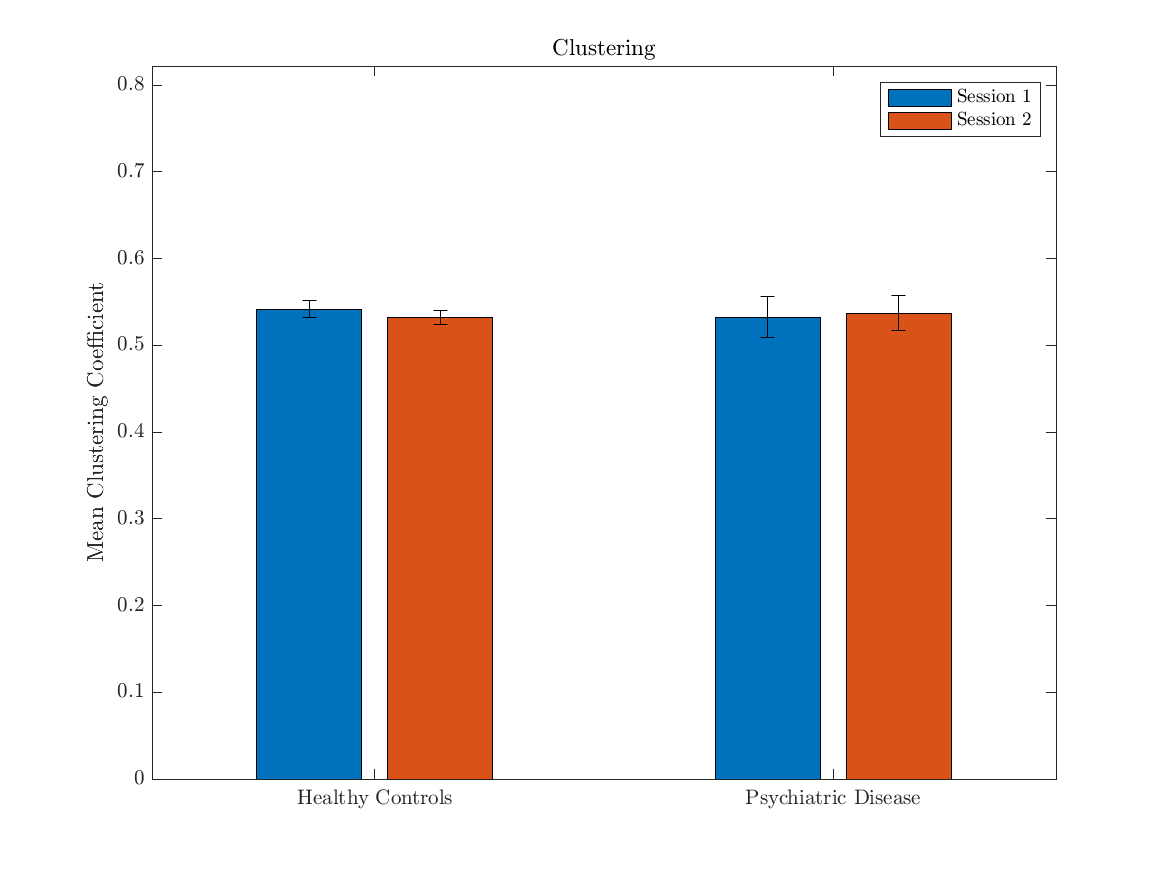 Clustering
Session 1
Session 2
Mean Clustering Coefficient
0.8
0.7
0.6
0.5
0.4
0.3
0.2
0.1
0
Healthy Controls
Psychiatric Disease